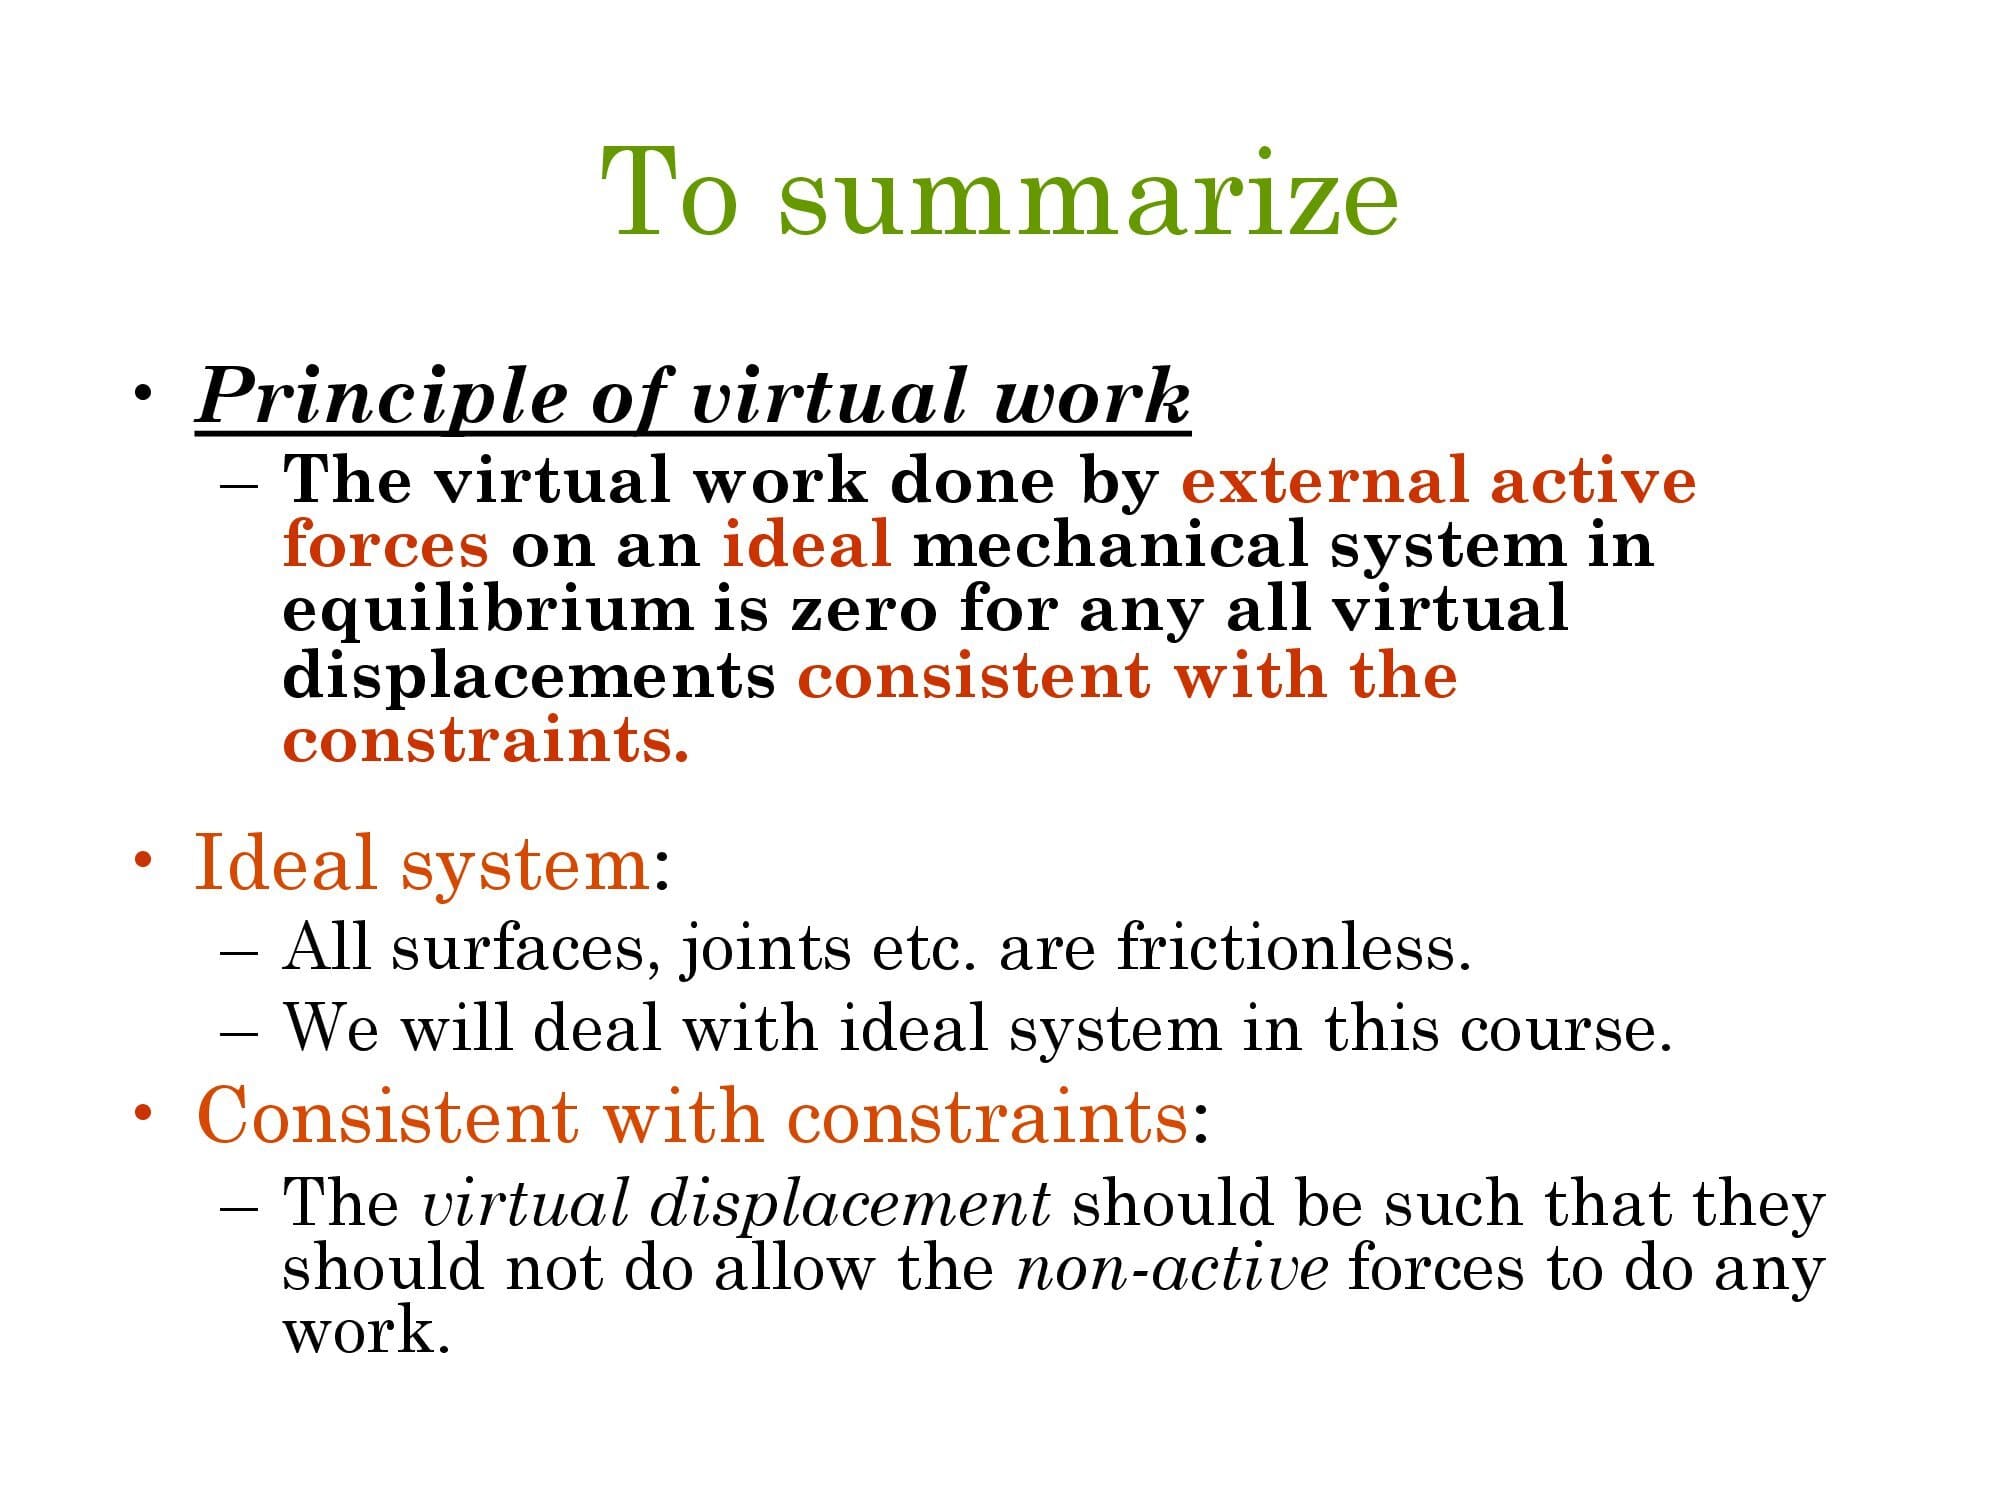 To summarize
• Principle of virtual work
– The virtual work done by external active
forces on an ideal mechanical system in
equilibrium is zero for any all virtual
displacements consistent with the
constraints.
• Ideal system:
– All surfaces, joints etc. are frictionless.
– We will deal with ideal system in this course.
• Consistent with constraints:
– The virtual displacement should be such that they
should not do allow the non-active forces to do any
work.